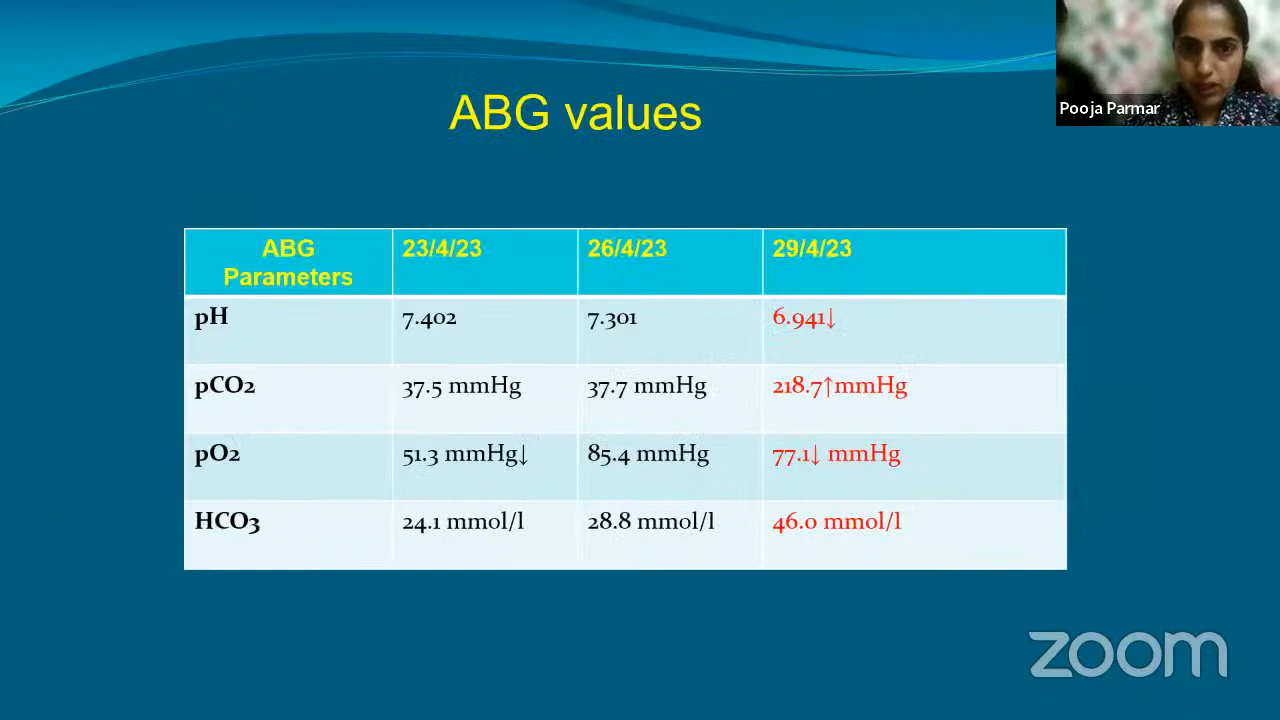 Pooja Parmar
ABG values
ABG Parameters 23/4/23 26/4/23 29/4/23
pH 7.402 7.301 6.941↓
pCO2 37.5 mmHg 37.7 mmHg 218.7↑mmHg
pO2 51.3 mmHg↓ 85.4 mmHg 77.1↓ mmHg
HCO3 24.1 mmol/l 28.8 mmol/l 46.0 mmol/l
zoom